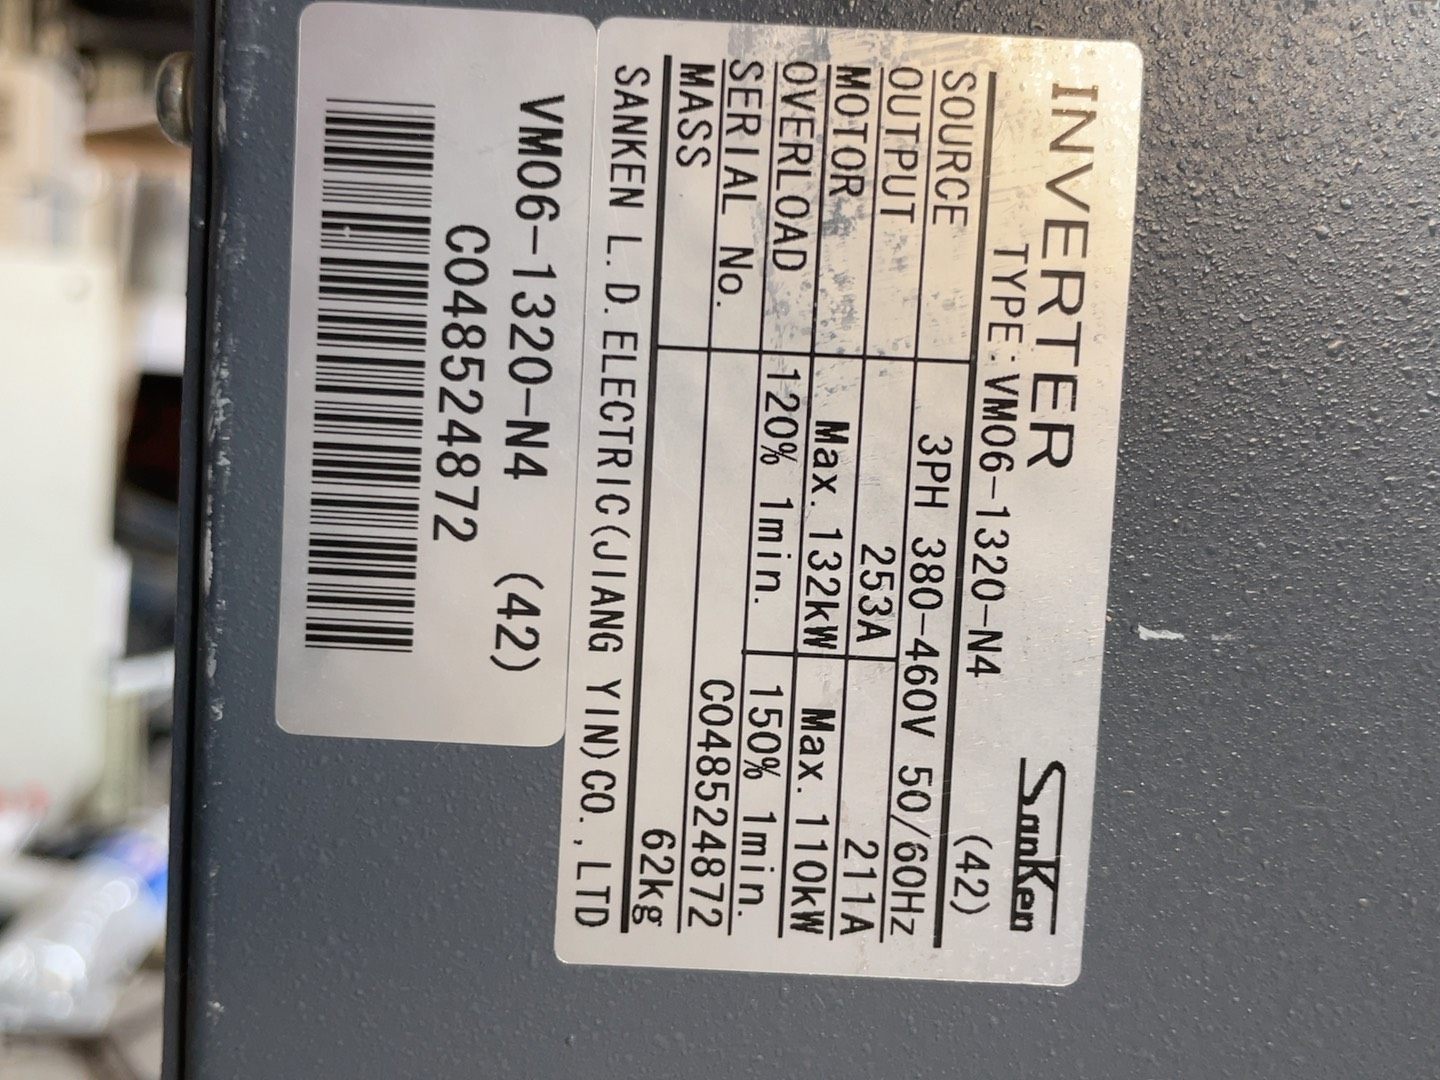 INVERTER
SanKen
TYPE:VM06-1320-N4 (42)
SOURCE 3PH 380-460V 50/60Hz
OUTPUT 253A 211A
MOTOR Max. 132kW Max. 110kW
OVERLOAD 120% 1min. 150% 1min.
SERIAL No. C048524872
MASS 62kg
SANKEN L.D.ELECTRIC(JIANG YIN)CO.,LTD
VM06-1320-N4 (42)
C048524872